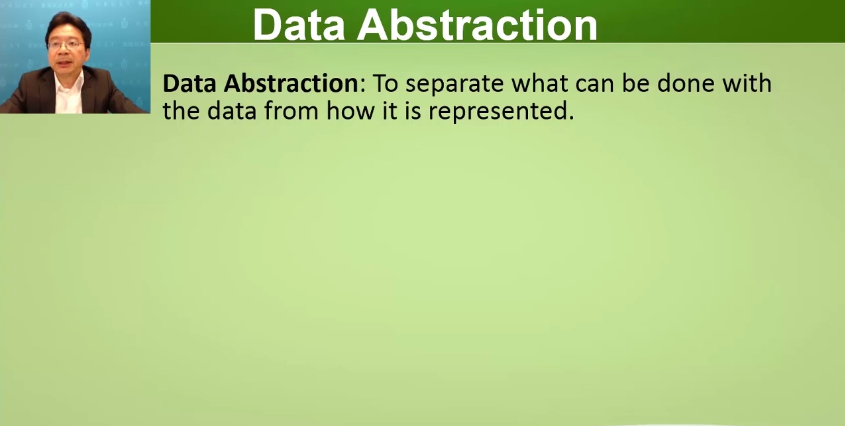 Data Abstraction
Data Abstraction: To separate what can be done with
the data from how it is represented.